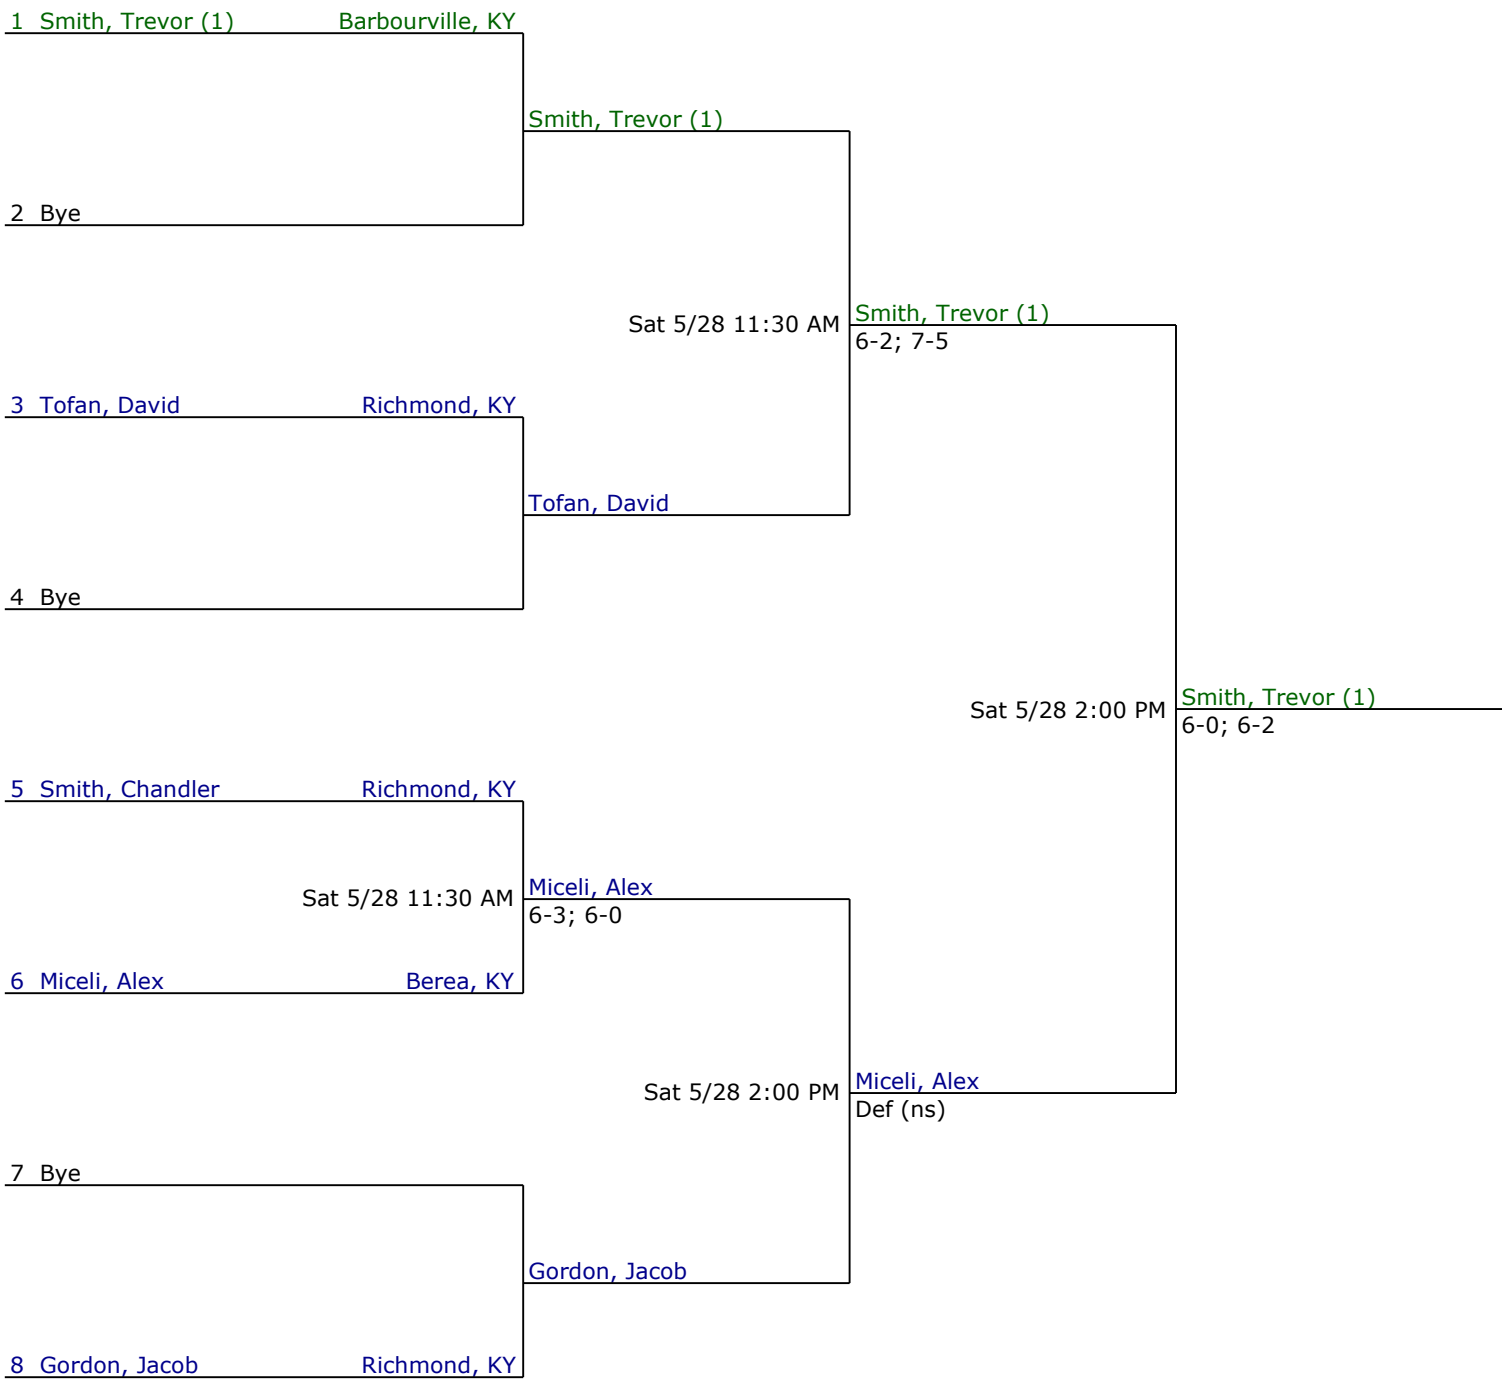 1 Smith, Trevor (1) Barbourville, KY
Smith, Trevor (1)
2 Bye
Sat 5/28 11:30 AM
Smith, Trevor (1)
6-2; 7-5
3 Tofan, David Richmond, KY
Tofan, David
4 Bye
Sat 5/28 2:00 PM
Smith, Trevor (1)
6-0; 6-2
5 Smith, Chandler Richmond, KY
Sat 5/28 11:30 AM
Miceli, Alex
6-3; 6-0
6 Miceli, Alex Berea, KY
Sat 5/28 2:00 PM
Miceli, Alex
Def (ns)
7 Bye
Gordon, Jacob
8 Gordon, Jacob Richmond, KY